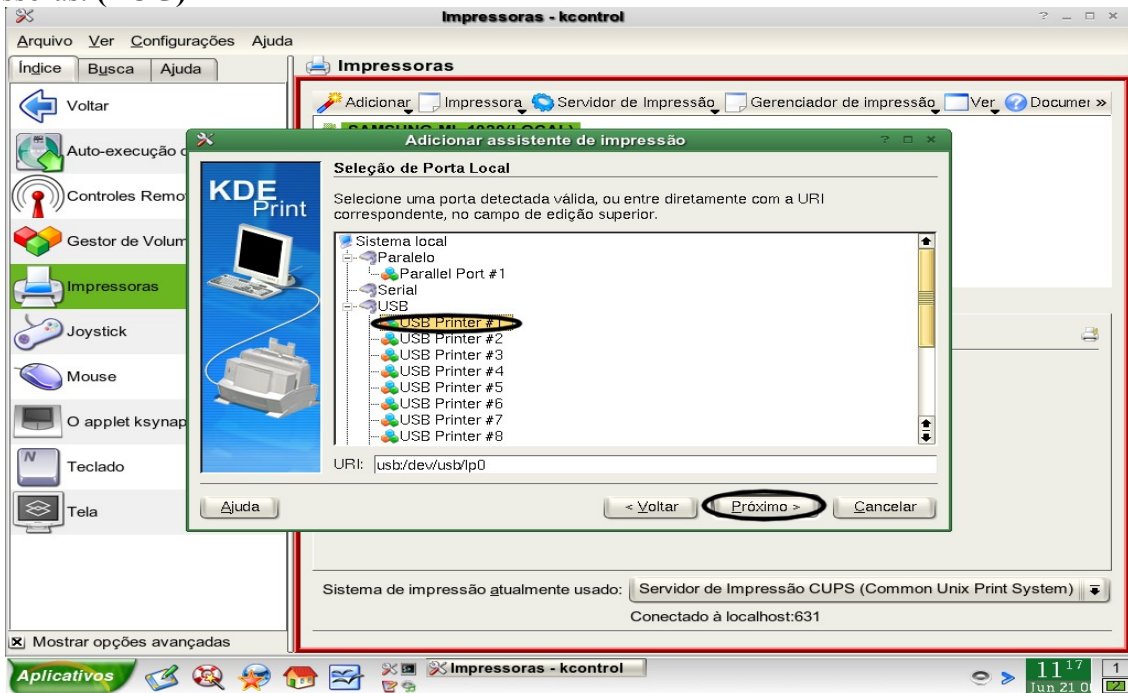 Impressoras - kcontrol
Arquivo Ver Configurações Ajuda
Índice Busca Ajuda
Impressoras
Voltar
Adicionar Impressora Servidor de Impressão Gerenciador de impressão Ver
Auto-execução
Controles
Gestor de
Impressoras
Joystick
Mouse
O applet
Teclado
Tela
Adicionar assistente de impressão
KDE
Print
Seleção de Porta Local
Selecione uma porta detectada válida, ou entre diretamente com a URI
correspondente, no campo de edição superior.
Sistema local
Paralelo
Parallel Port #1
Serial
USB
USB Printer #1
USB Printer #2
USB Printer #3
USB Printer #4
USB Printer #5
USB Printer #6
USB Printer #7
USB Printer #8
URI: usb:/dev/usb/lp0
Ajuda < Voltar Próximo > Cancelar
Sistema de impressão atualmente usado: Servidor de Impressão CUPS (Common Unix Print System)
Conectado à localhost:631
Mostrar opções avançadas
Aplicativos Impressoras - kcontrol 11 17 1
Jun 21 2